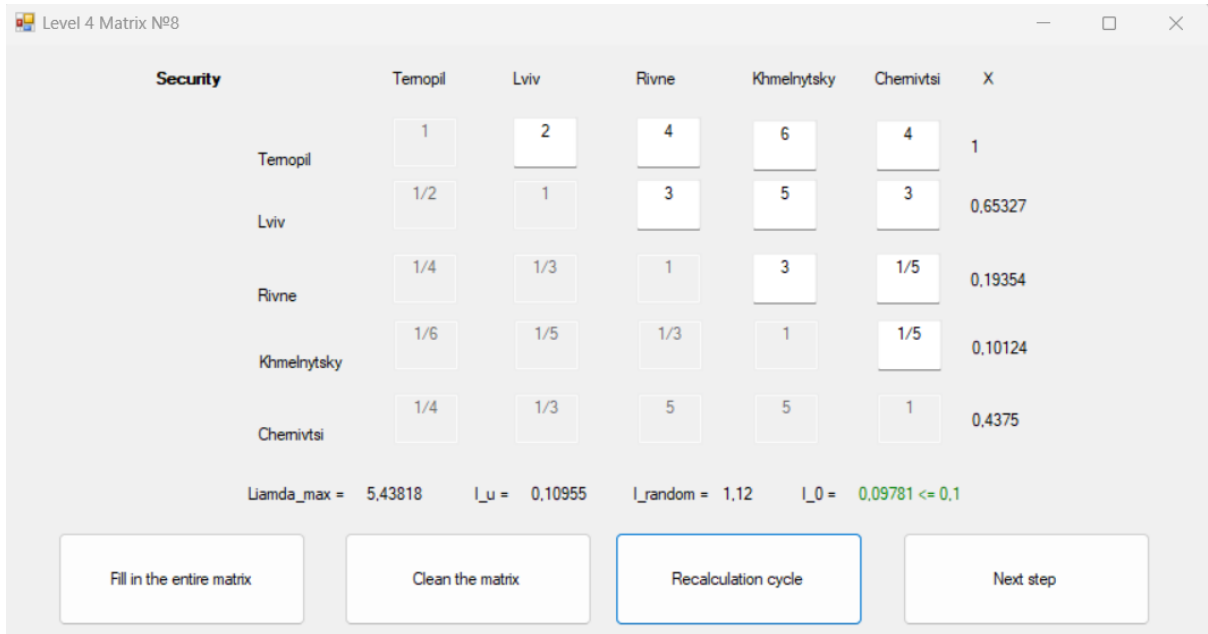 Level 4 Matrix №8
Security Ternopil Lviv Rivne Khmelnytsky Chernivtsi X
Ternopil 1 2 4 6 4 1
Lviv 1/2 1 3 5 3 0,65327
Rivne 1/4 1/3 1 3 1/5 0,19354
Khmelnytsky 1/6 1/5 1/3 1 1/5 0,10124
Chernivtsi 1/4 1/3 5 5 1 0,4375
Liamda_max = 5,43818 I_u = 0,10955 I_random = 1,12 I_0 = 0,09781 <= 0,1
Fill in the entire matrix Clean the matrix Recalculation cycle Next step